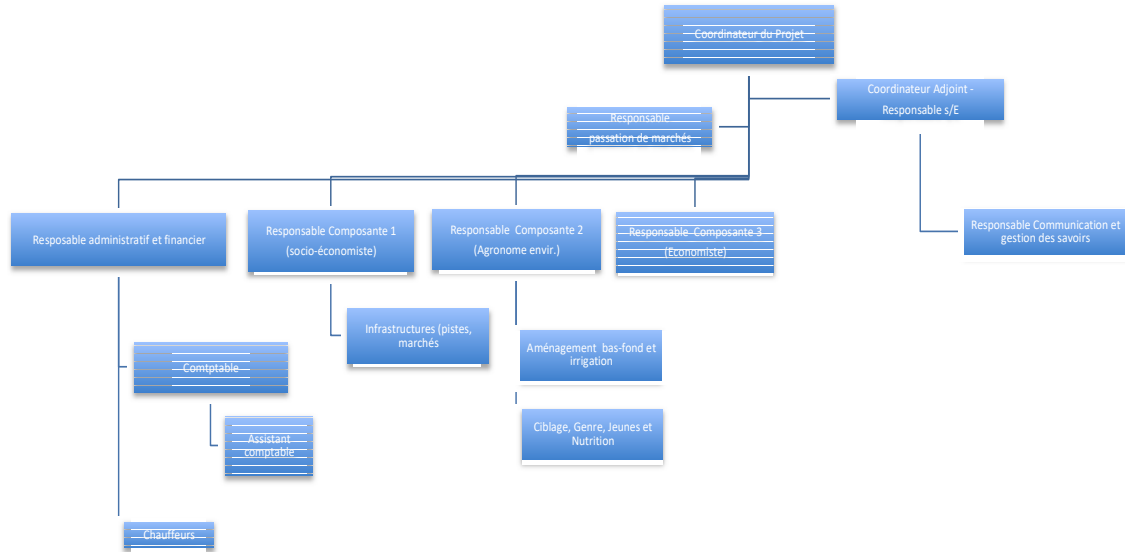 Coordinateur du Projet
Coordinateur Adjoint -
Responsable s/E
Responsable
passation de marchés
Resposable administratif et financier
Responsable Composante 1
(socio-économiste)
Responsable Composante 2
(Agronome envir.)
Responsable Composante 3
(Economiste)
Responsable Communication et
gestion des savoirs
Infrastructures (pistes,
marchés
Aménagement bas-fond et
irrigation
Comtptable
Ciblage, Genre, Jeunes et
Nutrition
Assistant
comptable
Chauffeurs